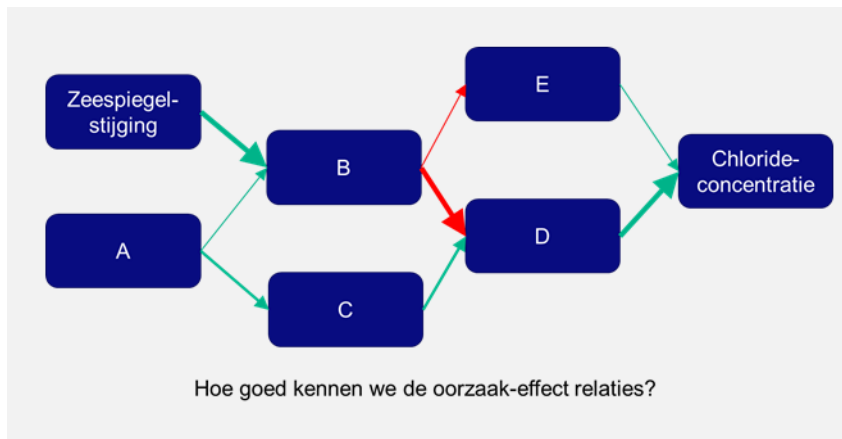 Zeespiegel-
stijging
A
B
C
E
D
Chloride-
concentratie
Hoe goed kennen we de oorzaak-effect relaties?